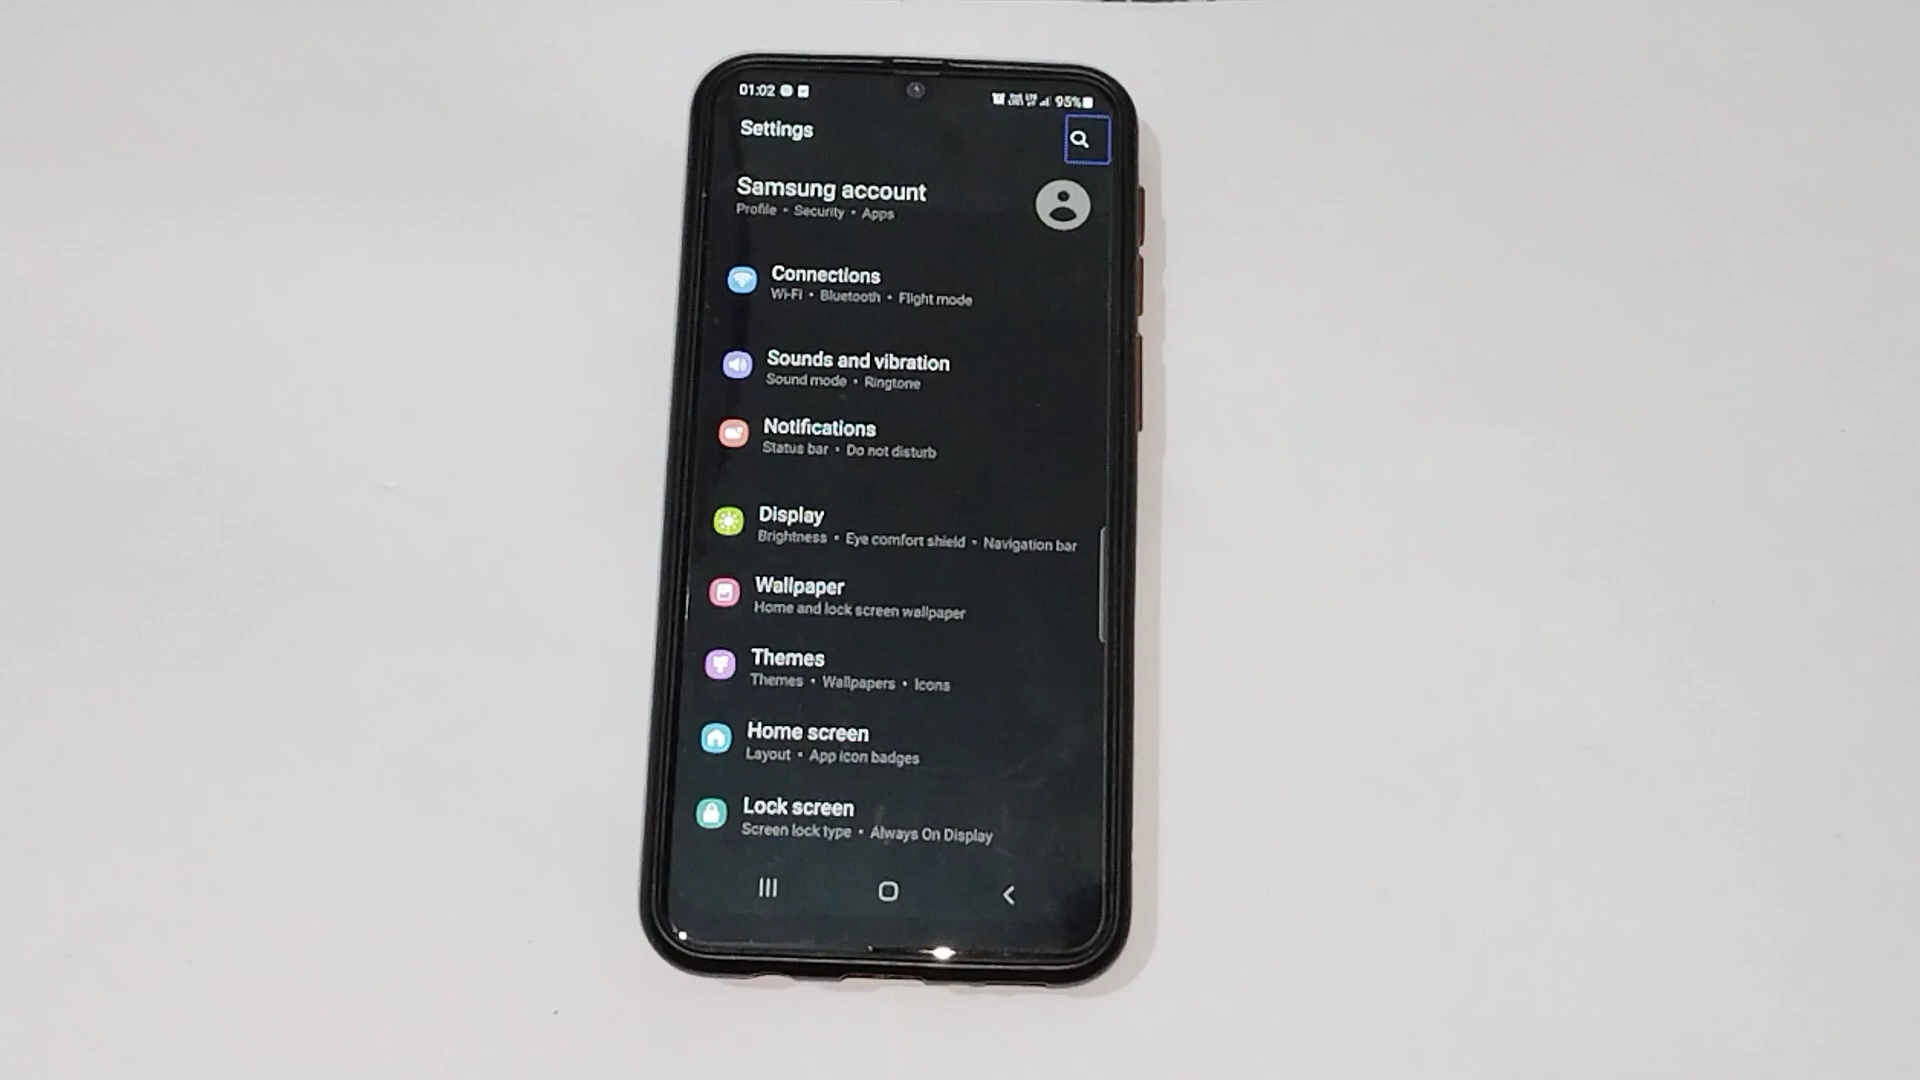 01:02 95%
Settings
Samsung account
Profile • Security • Apps
Connections
Wi-Fi • Bluetooth • Flight mode
Sounds and vibration
Sound mode • Ringtone
Notifications
Status bar • Do not disturb
Display
Brightness • Eye comfort shield • Navigation bar
Wallpaper
Home and lock screen wallpaper
Themes
Themes • Wallpapers • Icons
Home screen
Layout • App icon badges
Lock screen
Screen lock type • Always On Display